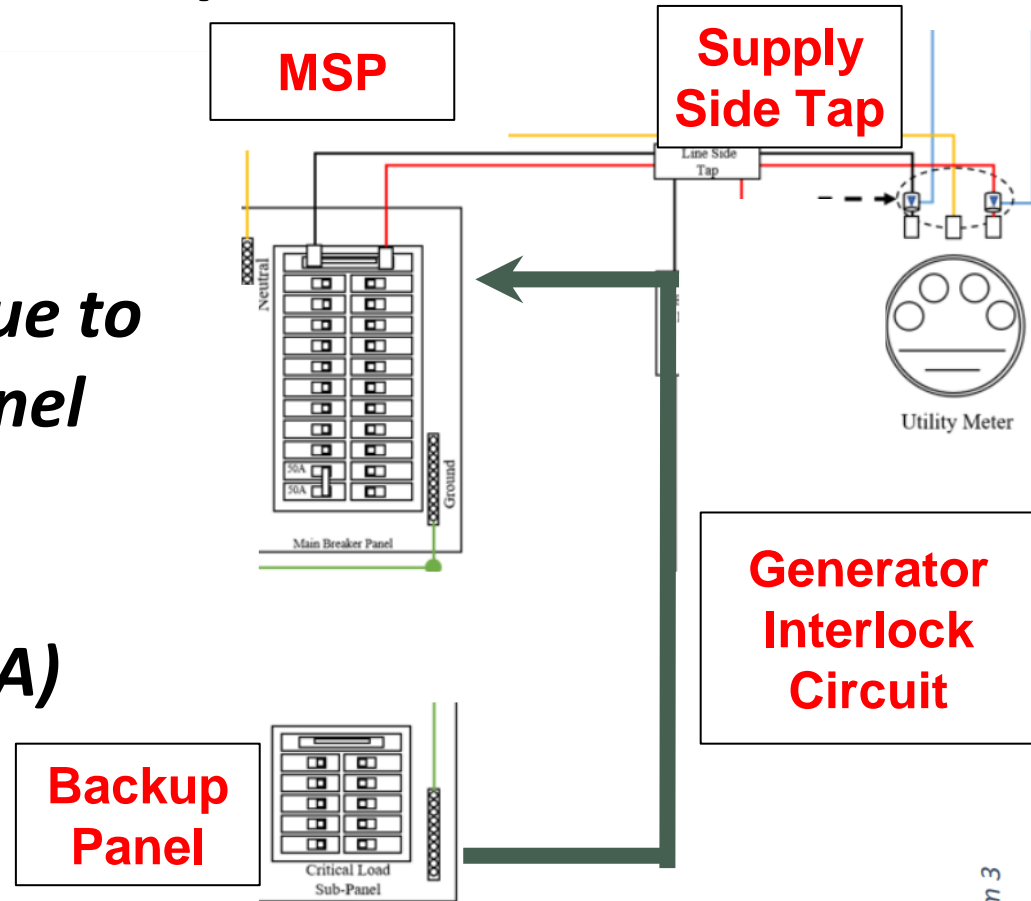 MSP
Supply
Side Tap
Line Side
Tap
Neutral
ue to
nel
Utility Meter
50A
50A
Ground
Main Breaker Panel
Generator
Interlock
Circuit
A)
Backup
Panel
Critical Load
Sub-Panel
m 3